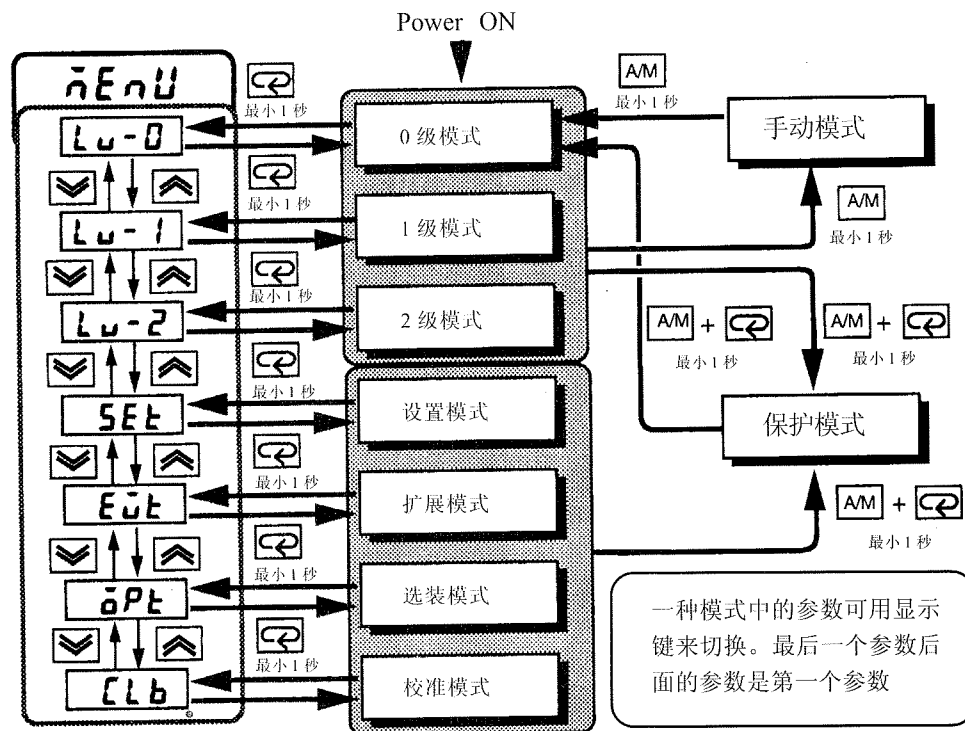 Power ON
mEnU
Lu-0
Lu-1
Lu-2
SEt
Eut
oPt
CLb
最小 1 秒
最小 1 秒
最小 1 秒
最小 1 秒
最小 1 秒
最小 1 秒
最小 1 秒
0 级模式
1 级模式
2 级模式
设置模式
扩展模式
选装模式
校准模式
A/M
最小 1 秒
手动模式
A/M
最小 1 秒
A/M +
最小 1 秒
A/M +
最小 1 秒
保护模式
A/M +
最小 1 秒
一种模式中的参数可用显示
键来切换。最后一个参数后
面的参数是第一个参数